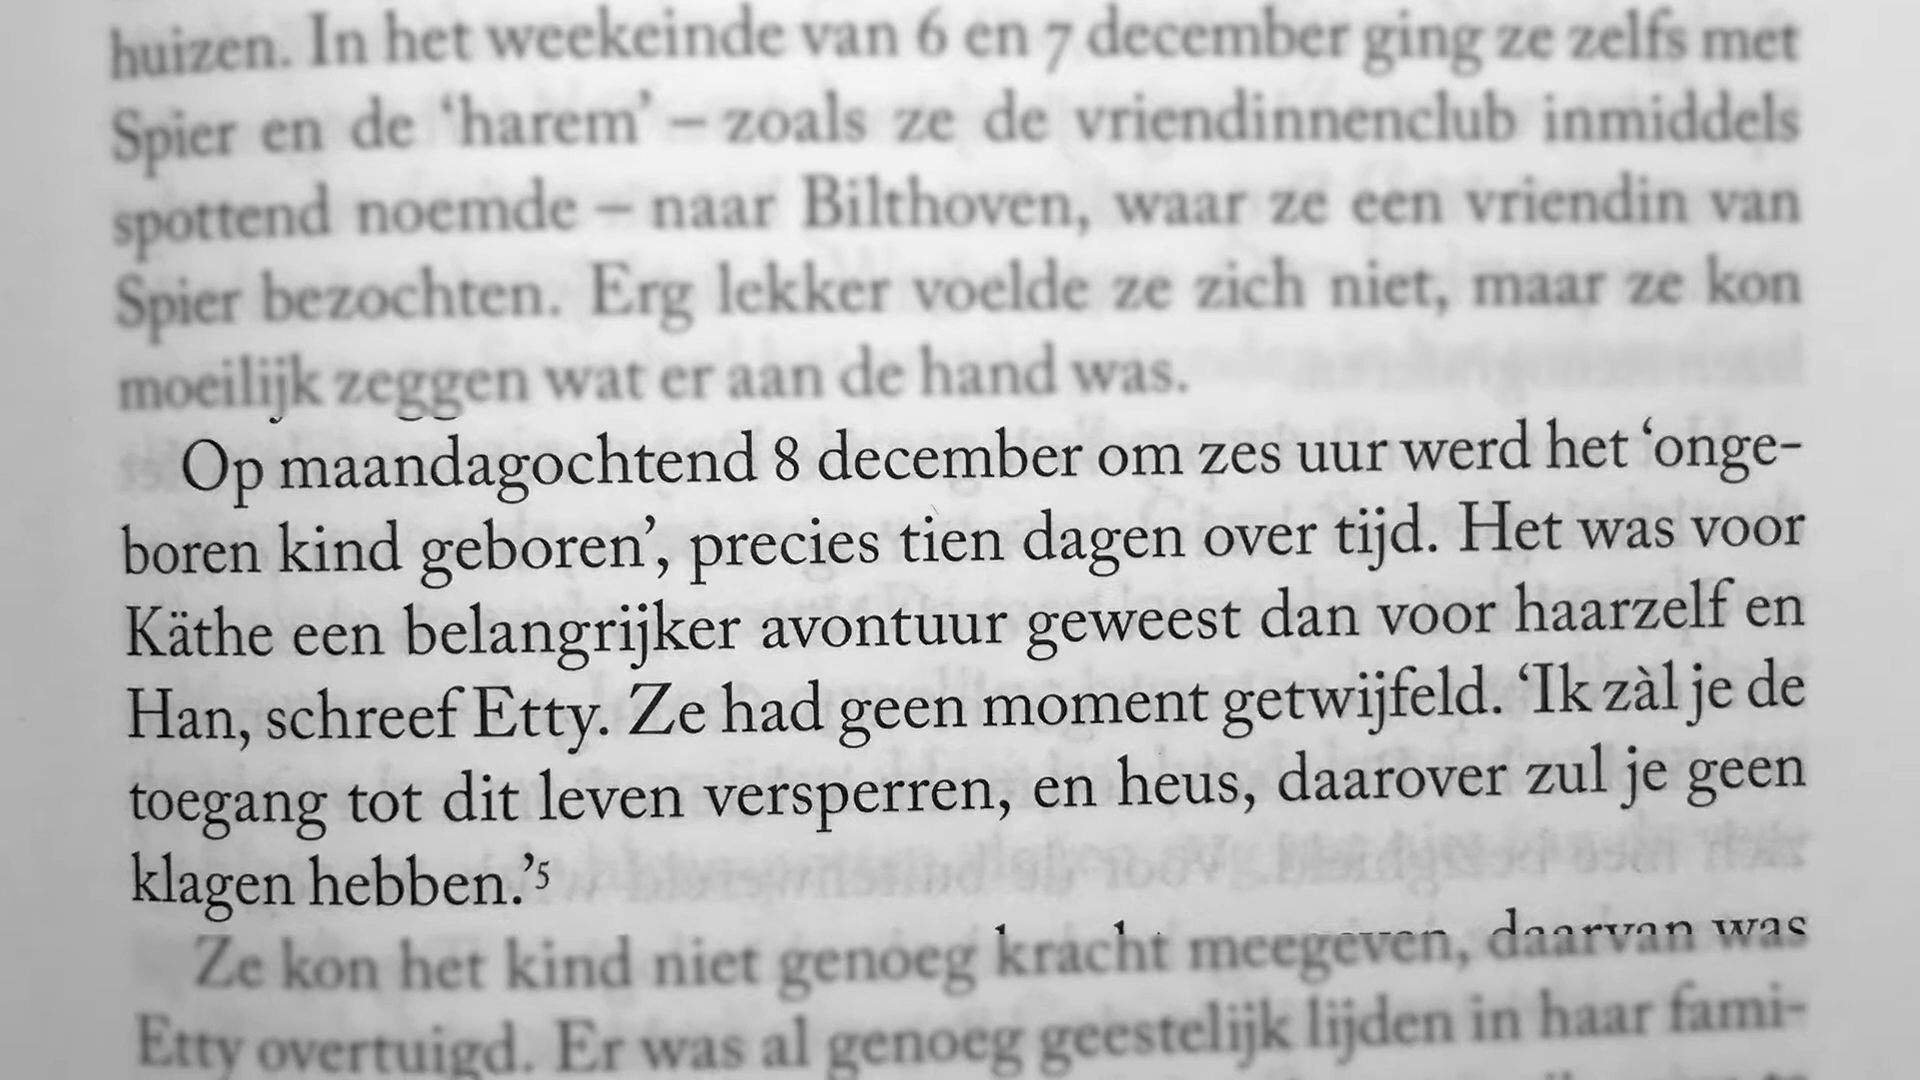 huizen. In het weekeinde van 6 en 7 december ging ze zelfs met
Spier en de ‘harem’ – zoals ze de vriendinnenclub inmiddels
spottend noemde – naar Bilthoven, waar ze een vriendin van
Spier bezochten. Erg lekker voelde ze zich niet, maar ze kon
moeilijk zeggen wat er aan de hand was.
Op maandagochtend 8 december om zes uur werd het ‘onge-
boren kind geboren’, precies tien dagen over tijd. Het was voor
Käthe een belangrijker avontuur geweest dan voor haarzelf en
Han, schreef Etty. Ze had geen moment getwijfeld. ‘Ik zàl je de
toegang tot dit leven versperren, en heus, daarover zul je geen
klagen hebben.’⁵
Ze kon het kind niet genoeg kracht meegeven, daarvan was
Etty overtuigd. Er was al genoeg geestelijk lijden in haar fami-